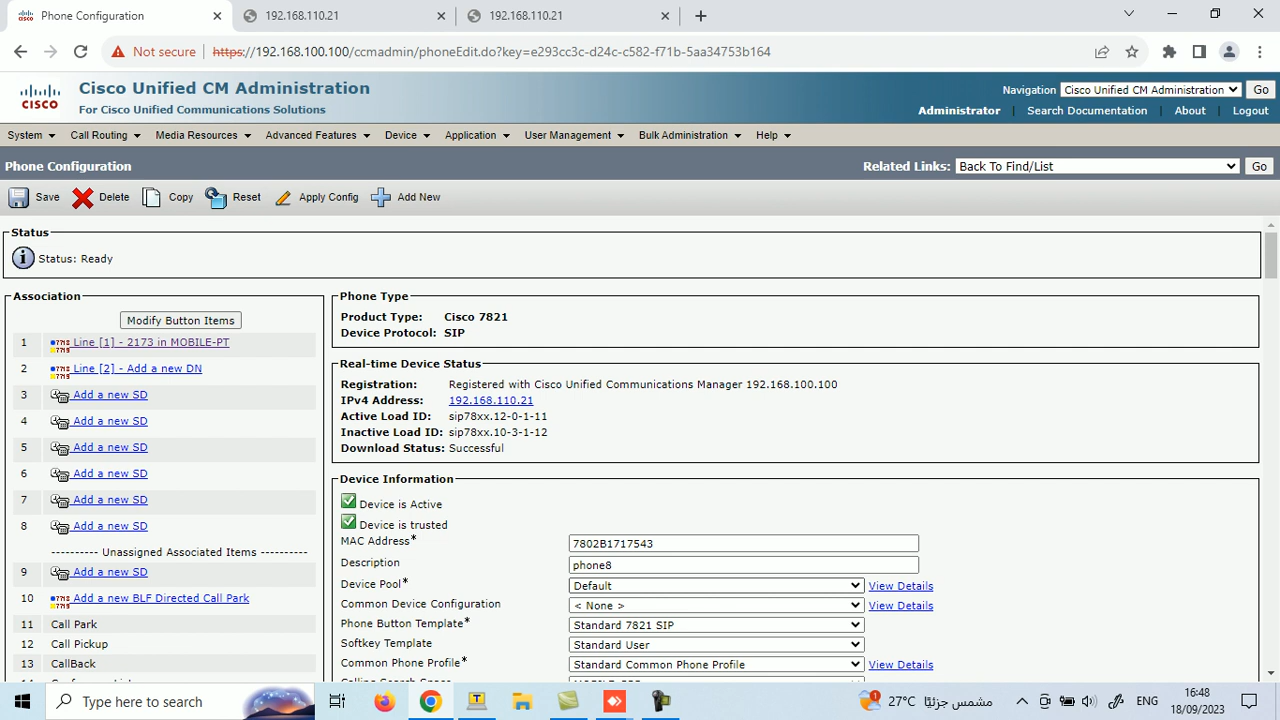 Phone Configuration
192.168.110.21
192.168.110.21
Not secure
https://192.168.100.100/ccmadmin/phoneEdit.do?key=e293cc3c-d24c-c582-f71b-5aa34753b164
CISCO
Cisco Unified CM Administration
For Cisco Unified Communications Solutions
Navigation Cisco Unified CM Administration Go
Administrator Search Documentation About Logout
System Call Routing Media Resources Advanced Features Device Application User Management Bulk Administration Help
Phone Configuration
Related Links: Back To Find/List Go
Save Delete Copy Reset Apply Config Add New
Status
Status: Ready
Association
Modify Button Items
1 Line [1] - 2173 in MOBILE-PT
2 Line [2] - Add a new DN
3 Add a new SD
4 Add a new SD
5 Add a new SD
6 Add a new SD
7 Add a new SD
8 Add a new SD
---------- Unassigned Associated Items ----------
9 Add a new SD
10 Add a new BLF Directed Call Park
11 Call Park
12 Call Pickup
13 CallBack
Phone Type
Product Type: Cisco 7821
Device Protocol: SIP
Real-time Device Status
Registration: Registered with Cisco Unified Communications Manager 192.168.100.100
IPv4 Address: 192.168.110.21
Active Load ID: sip78xx.12-0-1-11
Inactive Load ID: sip78xx.10-3-1-12
Download Status: Successful
Device Information
Device is Active
Device is trusted
MAC Address* 7802B1717543
Description phone8
Device Pool* Default View Details
Common Device Configuration < None > View Details
Phone Button Template* Standard 7821 SIP
Softkey Template Standard User
Common Phone Profile* Standard Common Phone Profile View Details
Type here to search
27°C مشمس جزئيًا
ENG
16:48
18/09/2023